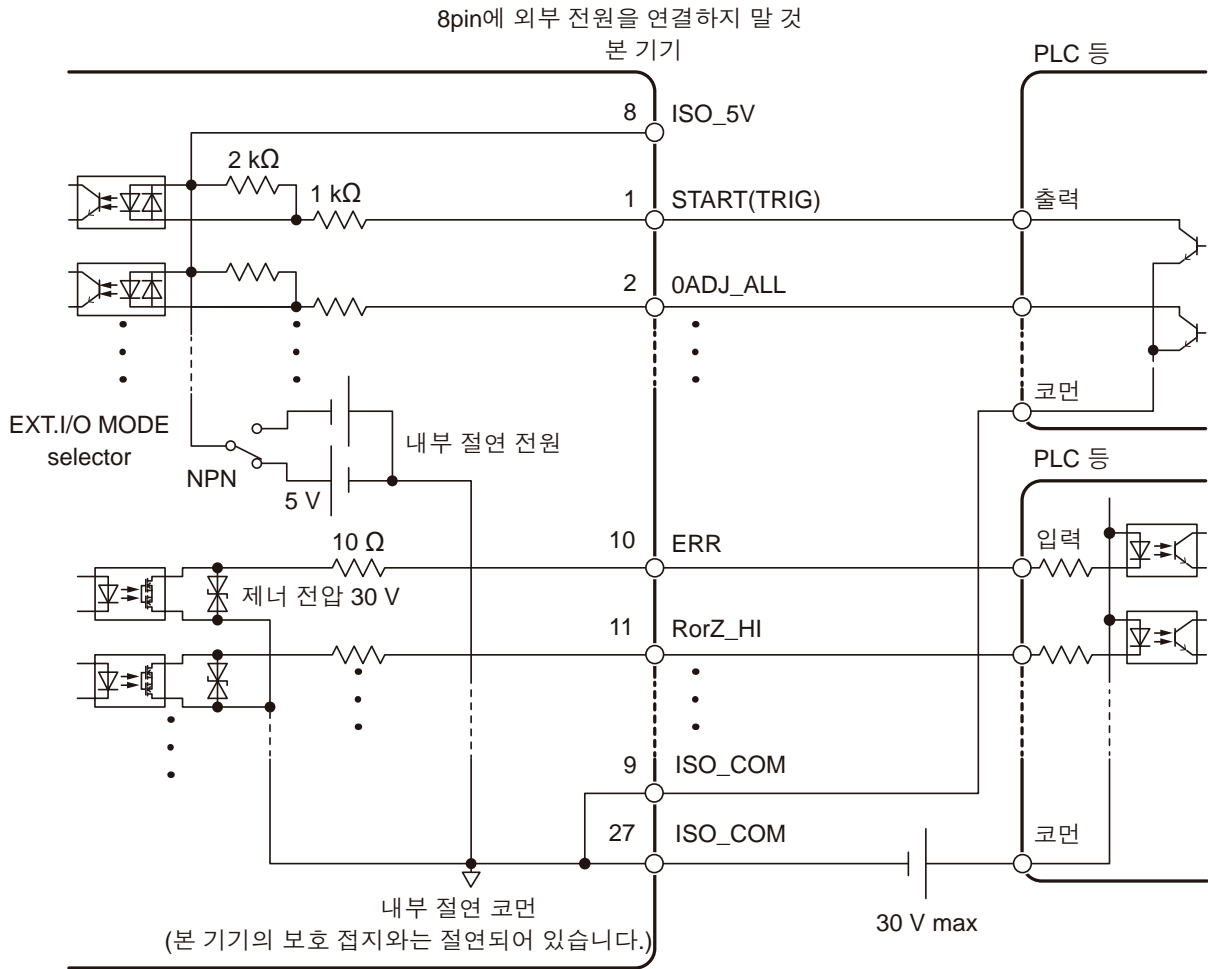 8pin에 외부 전원을 연결하지 말 것
본 기기
PLC 등
8 ISO_5V
2 kΩ
1 kΩ
1 START(TRIG)
출력
2 0ADJ_ALL
코먼
EXT.I/O MODE
selector
NPN
내부 절연 전원
5 V
PLC 등
10 Ω
10 ERR
입력
제너 전압 30 V
11 RorZ_HI
9 ISO_COM
27 ISO_COM
코먼
내부 절연 코먼
(본 기기의 보호 접지와는 절연되어 있습니다.)
30 V max